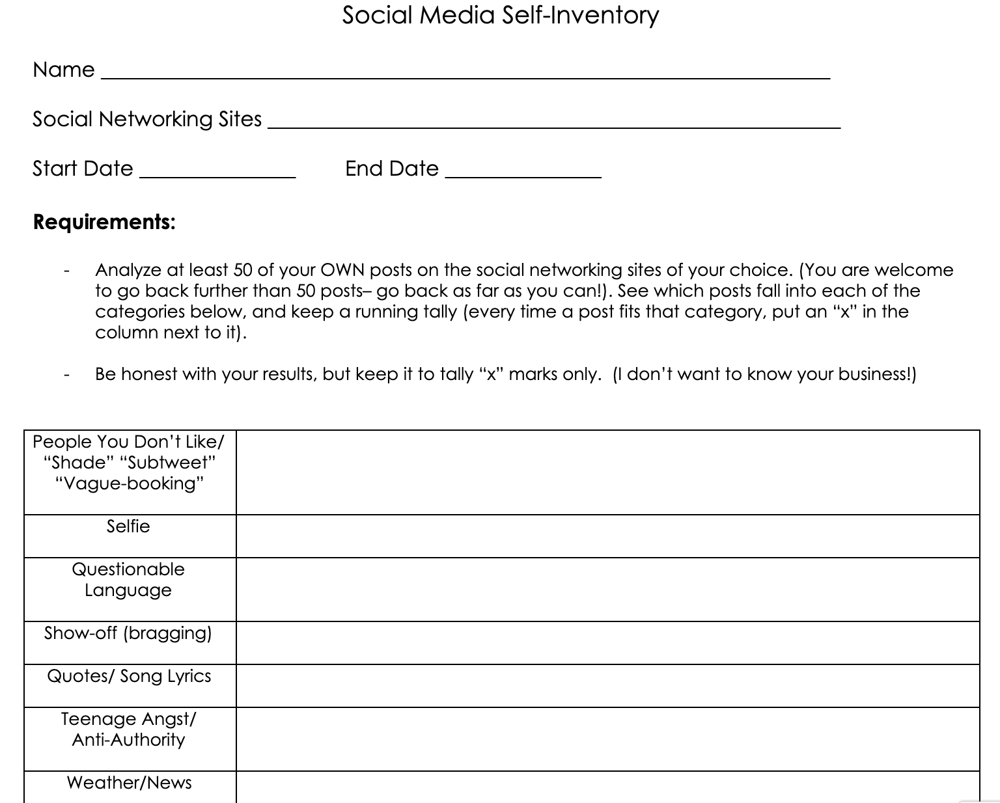 Social Media Self-Inventory
Name ______________________________________________________________________
Social Networking Sites _______________________________________________________
Start Date _______________ End Date _______________
Requirements:
- Analyze at least 50 of your OWN posts on the social networking sites of your choice. (You are welcome
to go back further than 50 posts– go back as far as you can!). See which posts fall into each of the
categories below, and keep a running tally (every time a post fits that category, put an “x” in the
column next to it).
- Be honest with your results, but keep it to tally “x” marks only.  (I don’t want to know your business!)
People You Don’t Like/
“Shade” “Subtweet”
“Vague-booking”
Selfie
Questionable
Language
Show-off (bragging)
Quotes/ Song Lyrics
Teenage Angst/
Anti-Authority
Weather/News